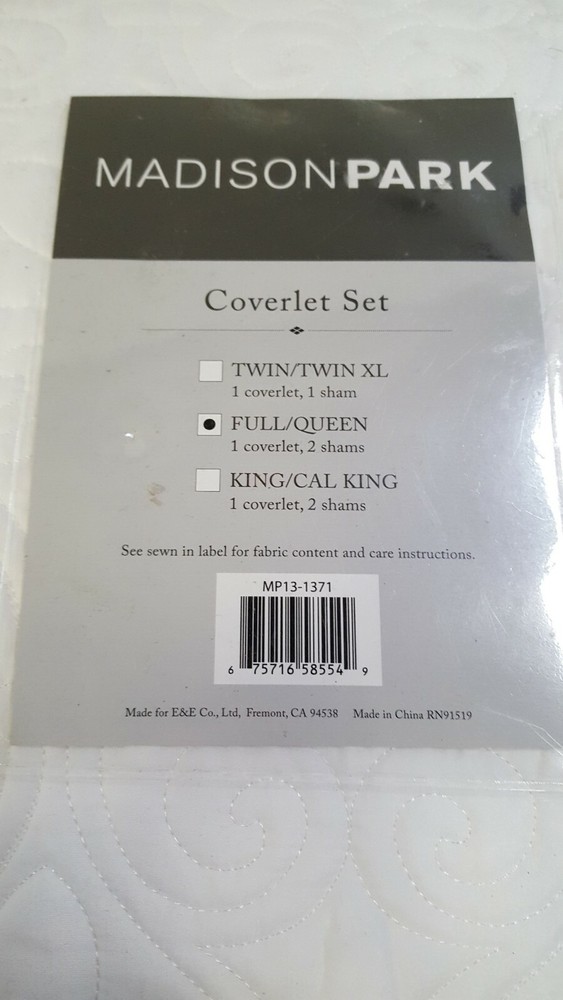 MADISONPARK
Coverlet Set
TWIN/TWIN XL
1 coverlet, 1 sham
FULL/QUEEN
1 coverlet, 2 shams
KING/CAL KING
1 coverlet, 2 shams
See sewn in label for fabric content and care instructions.
MP13-1371
6 75716 58554 9
Made for E&E Co., Ltd, Fremont, CA 94538 Made in China RN91519